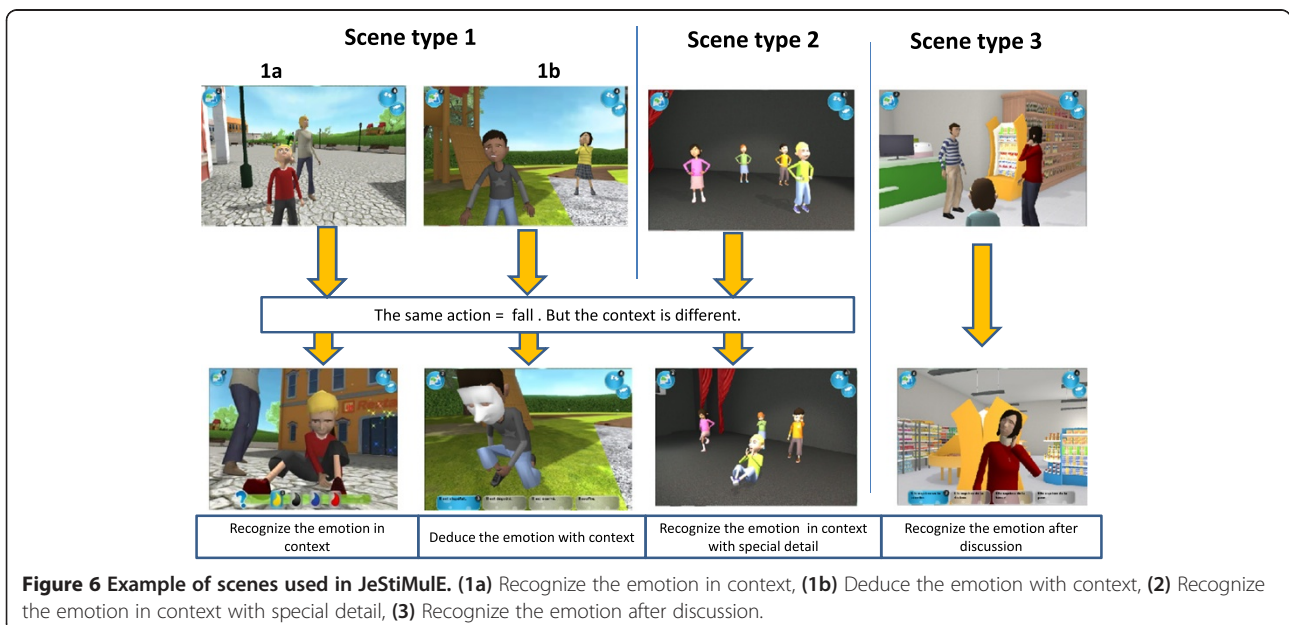 Scene type 1
Scene type 2
Scene type 3
1a
1b
The same action = fall . But the context is different.
Recognize the emotion in
context
Deduce the emotion with context
Recognize the emotion in context
with special detail
Recognize the emotion after
discussion
Figure 6 Example of scenes used in JeStiMulE. (1a) Recognize the emotion in context, (1b) Deduce the emotion with context, (2) Recognize
the emotion in context with special detail, (3) Recognize the emotion after discussion.